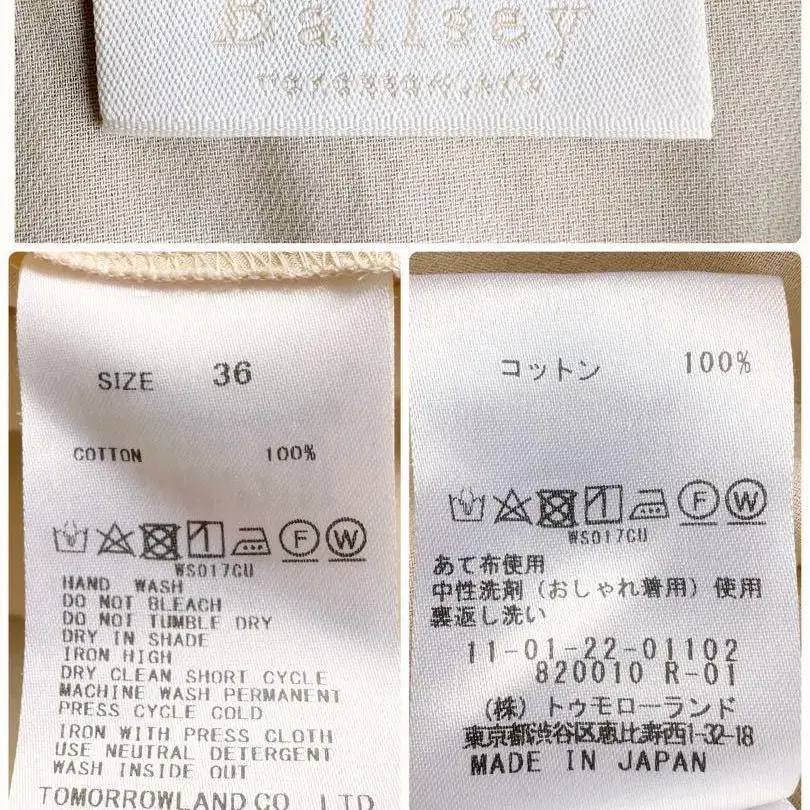 Ballsey
SIZE 36
COTTON 100%
WS017CU
HAND WASH
DO NOT BLEACH
DO NOT TUMBLE DRY
DRY IN SHADE
IRON HIGH
DRY CLEAN SHORT CYCLE
MACHINE WASH PERMANENT
PRESS CYCLE COLD
IRON WITH PRESS CLOTH
USE NEUTRAL DETERGENT
WASH INSIDE OUT
TOMORROWLAND CO LTD
コットン 100%
F W
WS017CU
あて布使用
中性洗剤（おしゃれ着用）使用
裏返し洗い
11-01-22-01102
820010 R-01
（株）トゥモローランド
東京都渋谷区恵比寿西1-32-18
MADE IN JAPAN